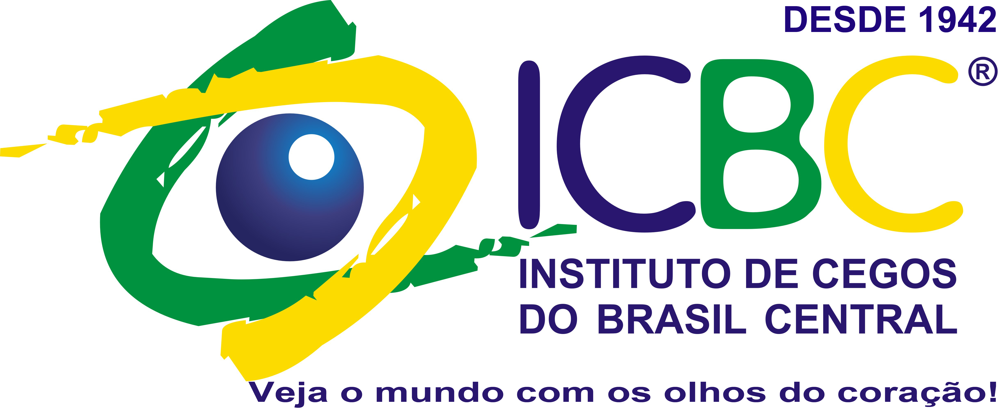 DESDE 1942
ICBC®
INSTITUTO DE CEGOS
DO BRASIL CENTRAL
Veja o mundo com os olhos do coração!